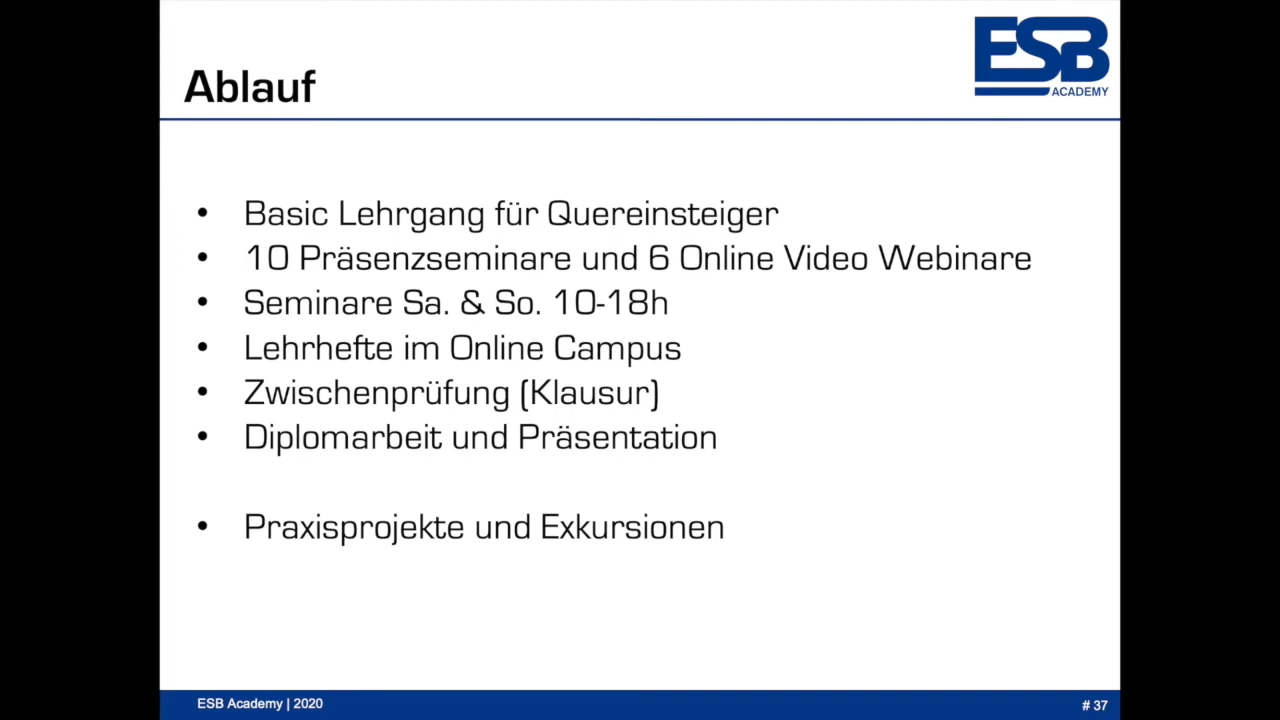 ESB
ACADEMY
Ablauf
• Basic Lehrgang für Quereinsteiger
• 10 Präsenzseminare und 6 Online Video Webinare
• Seminare Sa. & So. 10-18h
• Lehrhefte im Online Campus
• Zwischenprüfung (Klausur)
• Diplomarbeit und Präsentation
• Praxisprojekte und Exkursionen
ESB Academy | 2020
# 37